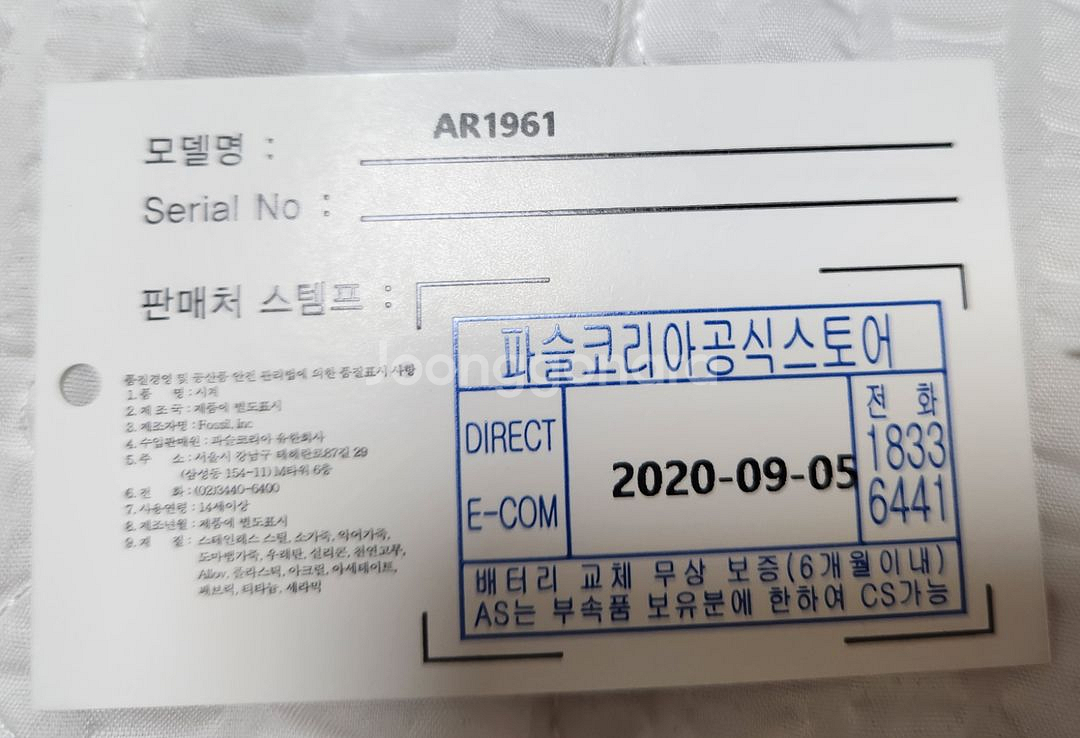 모델명 : AR1961
Serial No :
판매처 스템프 :
파슬코리아공식스토어
DIRECT
E-COM
2020-09-05
전 화
1833
6441
배터리 교체 무상 보증(6개월이내)
AS는 부속품 보유분에 한하여 CS가능
Joonggonara
품질경영 및 공산품 안전 관리법에 의한 품질표시 사항
1. 품 명 : 시계
2. 제 조 국 : 제품에 별도표시
3. 제조자명 : Fossil, Inc
4. 수입판매원 : 파슬코리아 유한회사
5. 주 소 : 서울시 강남구 테헤란로87길 29
(삼성동 154-11) M타워 6층
6. 전 화 : (02)3440-6400
7. 사용연령 : 14세이상
8. 제조년월 : 제품에 별도표시
9. 재 질 : 스테인레스 스틸, 소가죽, 악어가죽,
도마뱀가죽, 우레탄, 실리콘, 천연고무,
Alloy, 플라스틱, 아크릴, 아세테이트,
패브릭, 티타늄, 세라믹